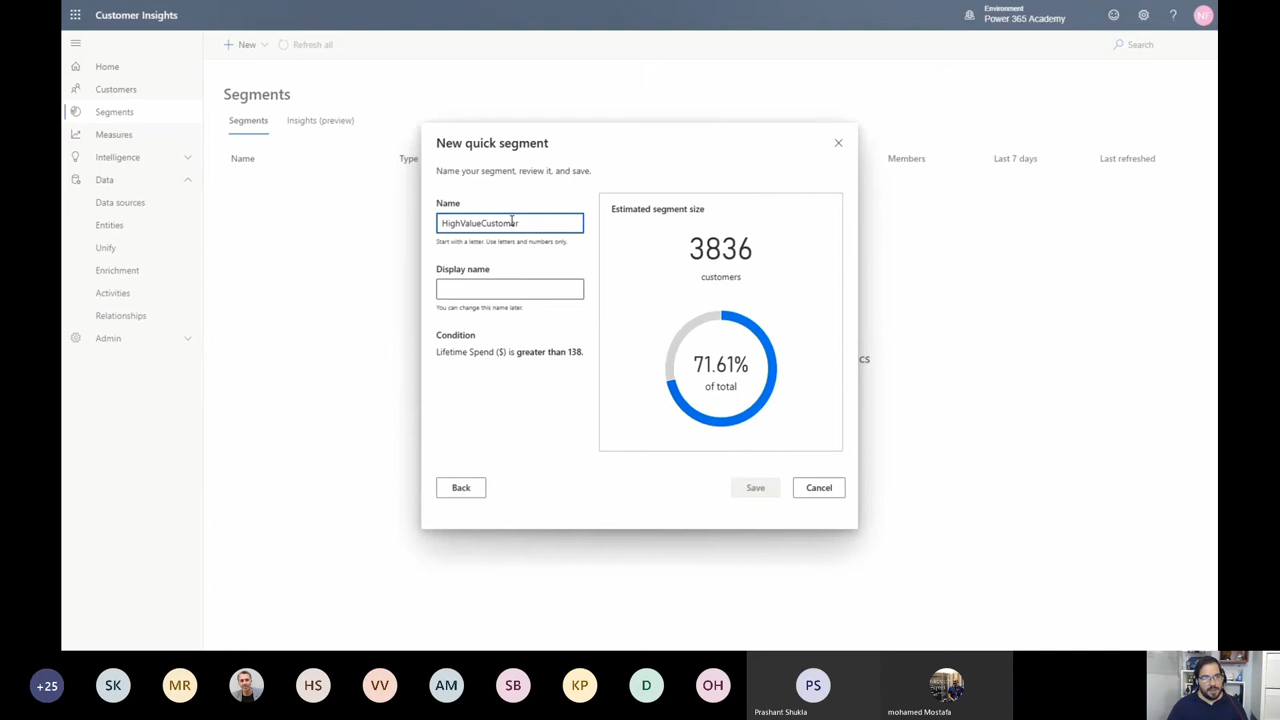 Customer Insights
Environment
Power 365 Academy
?
NF
New
Refresh all
Search
Home
Customers
Segments
Measures
Intelligence
Data
Data sources
Entities
Unify
Enrichment
Activities
Relationships
Admin
Segments
Segments
Insights (preview)
Name
Type
Members
Last 7 days
Last refreshed
cs
New quick segment
Name your segment, review it, and save.
Name
HighValueCustomer
Start with a letter. Use letters and numbers only.
Display name
You can change this name later.
Condition
Lifetime Spend ($) is greater than 138.
Estimated segment size
3836
customers
71.61%
of total
Back
Save
Cancel
+25
SK
MR
HS
VV
AM
SB
KP
D
OH
PS
Prashant Shukla
mohamed Mostafa